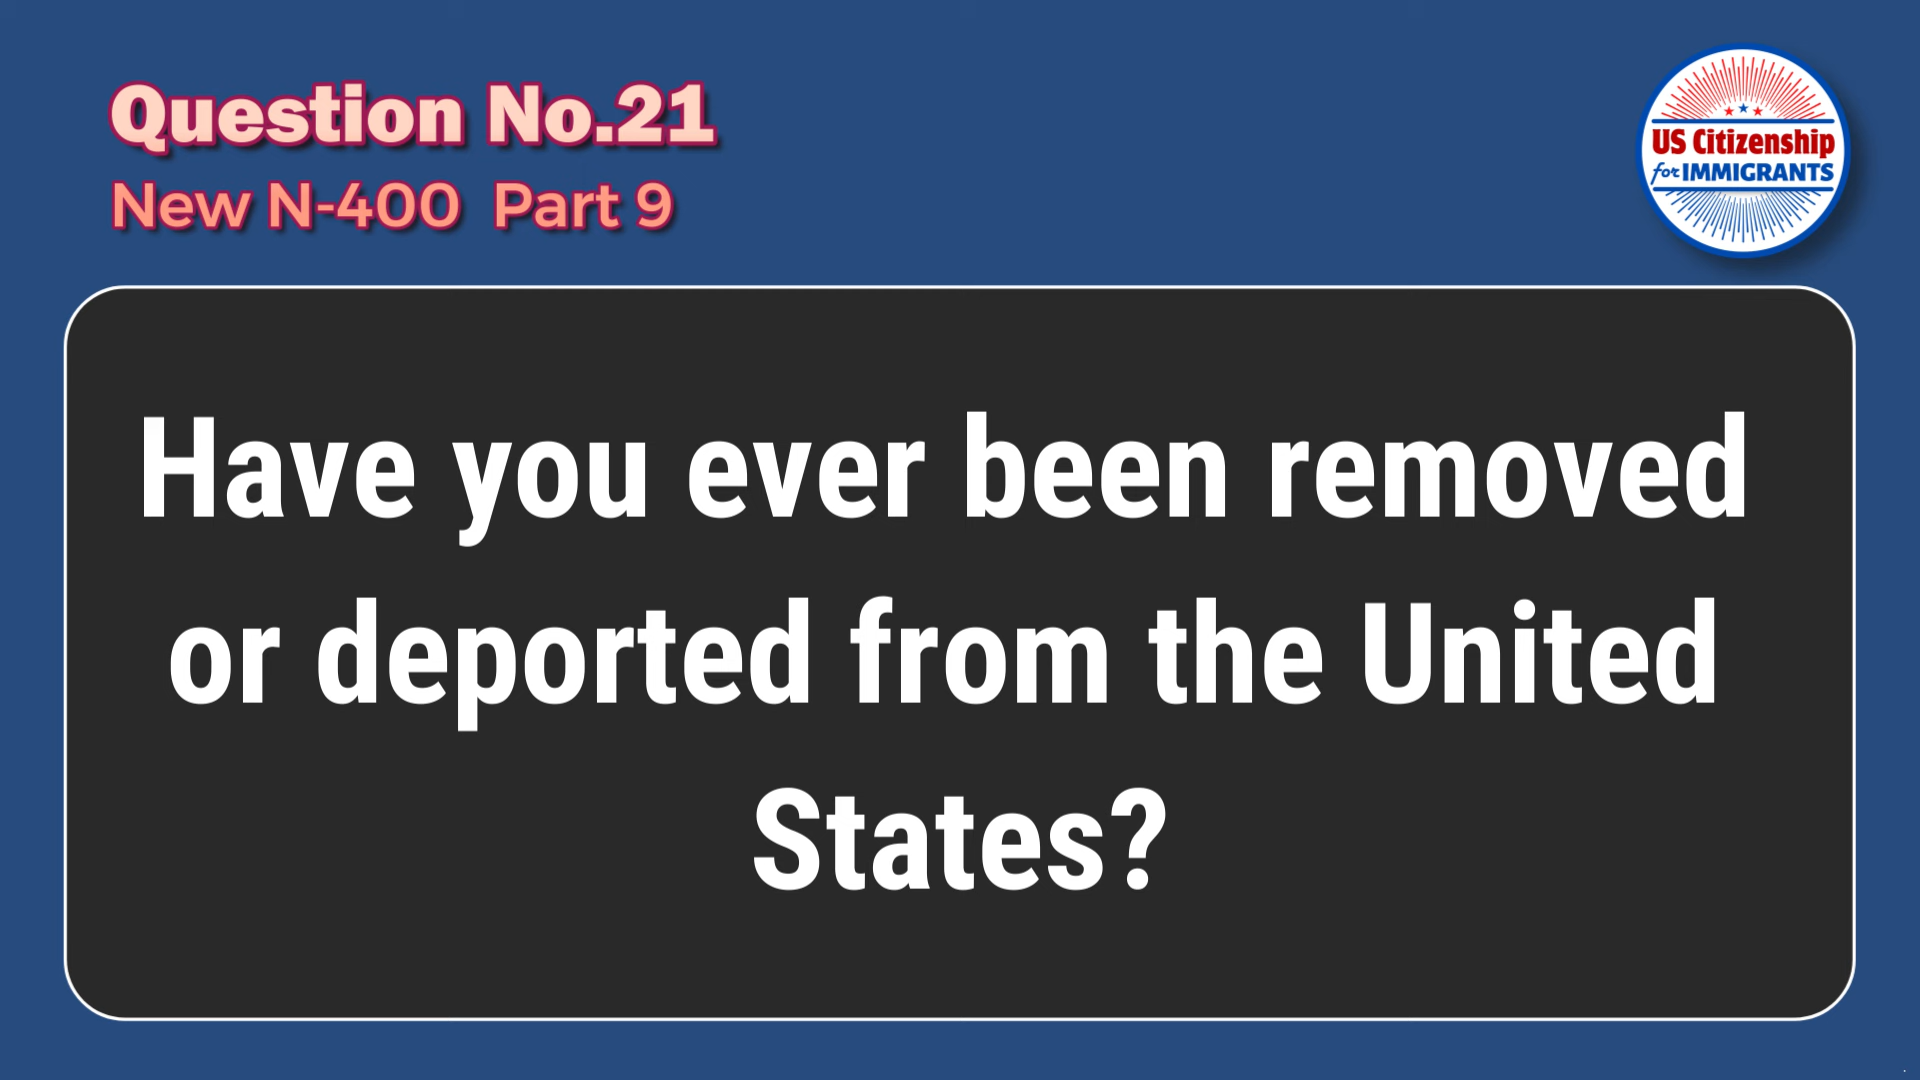 Question No.21
New N-400 Part 9
US Citizenship
for IMMIGRANTS
Have you ever been removed
or deported from the United
States?